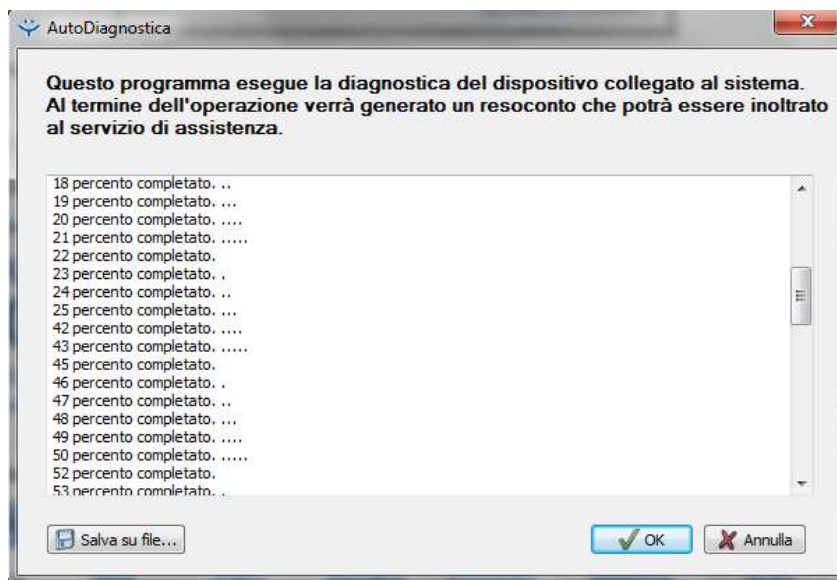 AutoDiagnostica
Questo programma esegue la diagnostica del dispositivo collegato al sistema.
Al termine dell'operazione verrà generato un resoconto che potrà essere inoltrato
al servizio di assistenza.
18 percento completato. ..
19 percento completato. ...
20 percento completato. ....
21 percento completato. .....
22 percento completato.
23 percento completato. .
24 percento completato. ..
25 percento completato. ...
42 percento completato. ....
43 percento completato. .....
45 percento completato.
46 percento completato. .
47 percento completato. ..
48 percento completato. ...
49 percento completato. ....
50 percento completato. .....
52 percento completato.
53 percento completato. .
Salva su file...
OK
Annulla